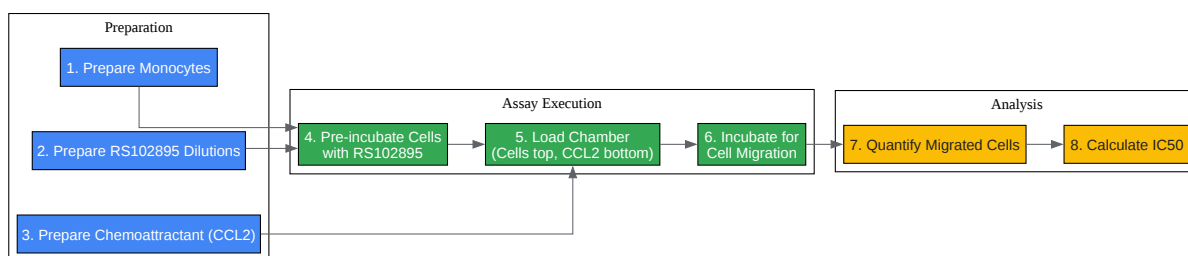 Preparation
1. Prepare Monocytes
2. Prepare RS102895 Dilutions
3. Prepare Chemoattractant (CCL2)
Assay Execution
4. Pre-incubate Cells
with RS102895
5. Load Chamber
(Cells top, CCL2 bottom)
6. Incubate for
Cell Migration
Analysis
7. Quantify Migrated Cells
8. Calculate IC50